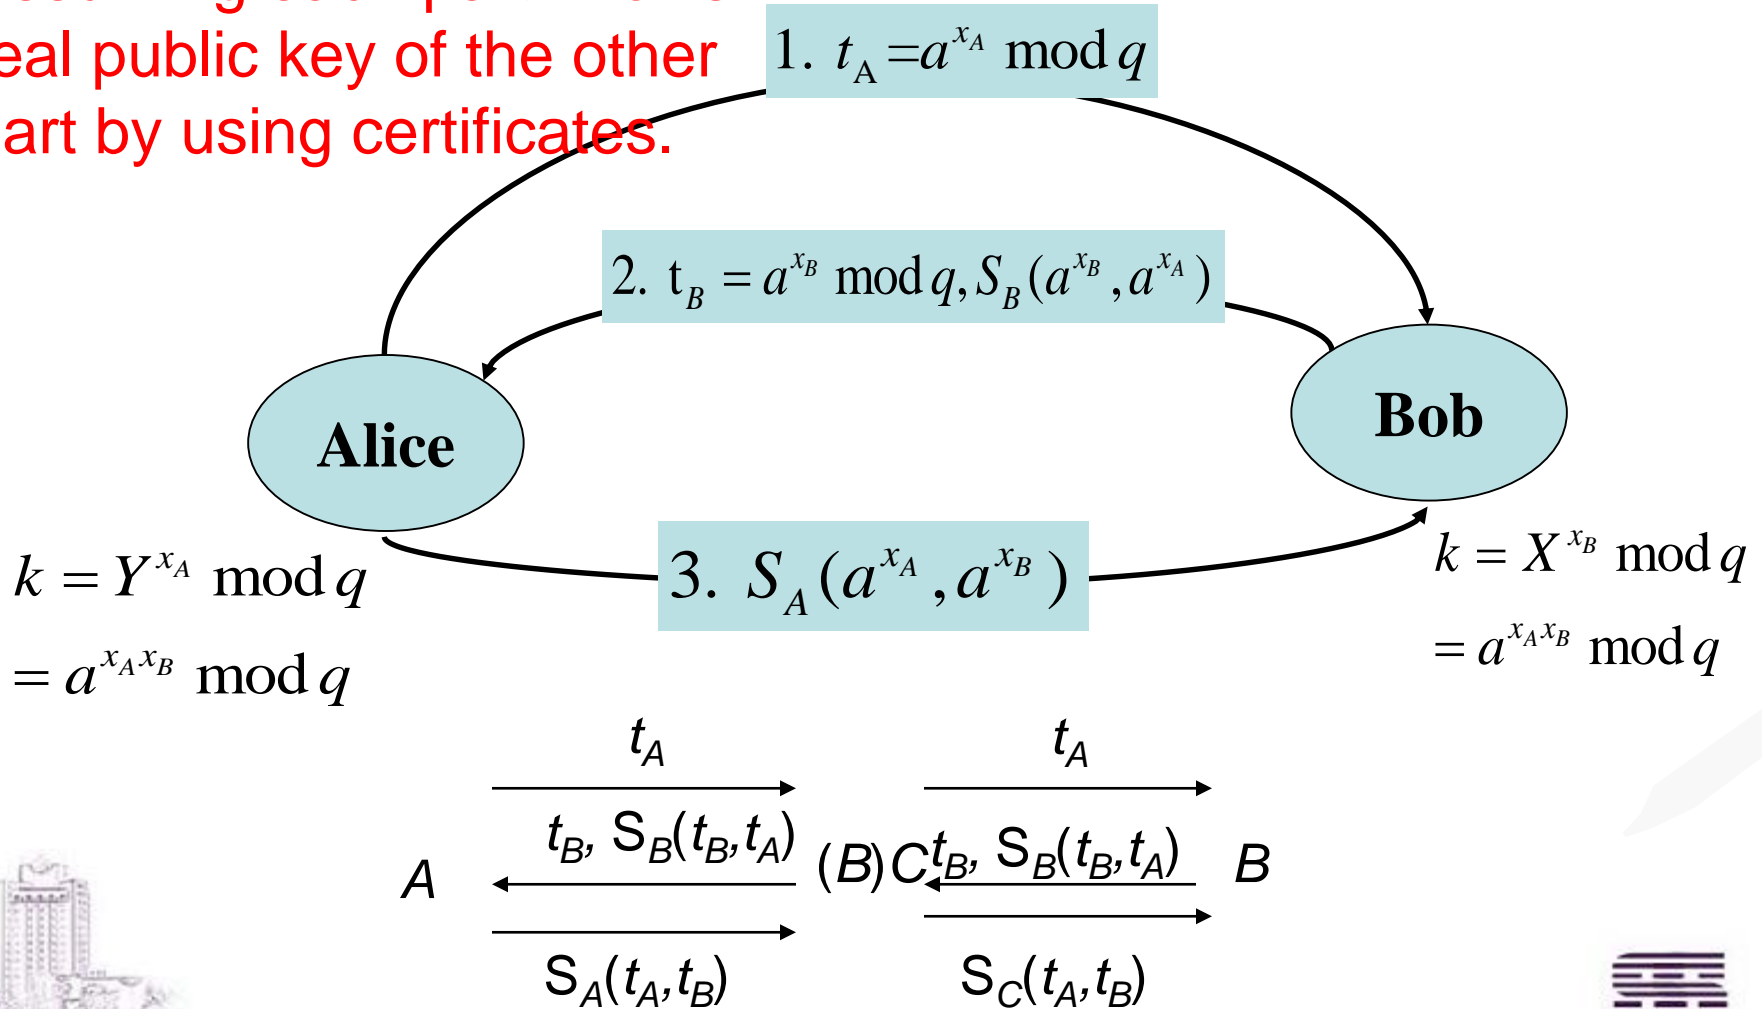 real public key of the other
part by using certificates.
1. t_A = a^{x_A} mod q
2. t_B = a^{x_B} mod q, S_B(a^{x_B}, a^{x_A})
Alice
Bob
3. S_A(a^{x_A}, a^{x_B})
k = Y^{x_A} mod q
= a^{x_A x_B} mod q
k = X^{x_B} mod q
= a^{x_A x_B} mod q
t_A
t_A
t_B, S_B(t_B,t_A)
t_B, S_B(t_B,t_A)
A
(B)C
B
S_A(t_A,t_B)
S_C(t_A,t_B)